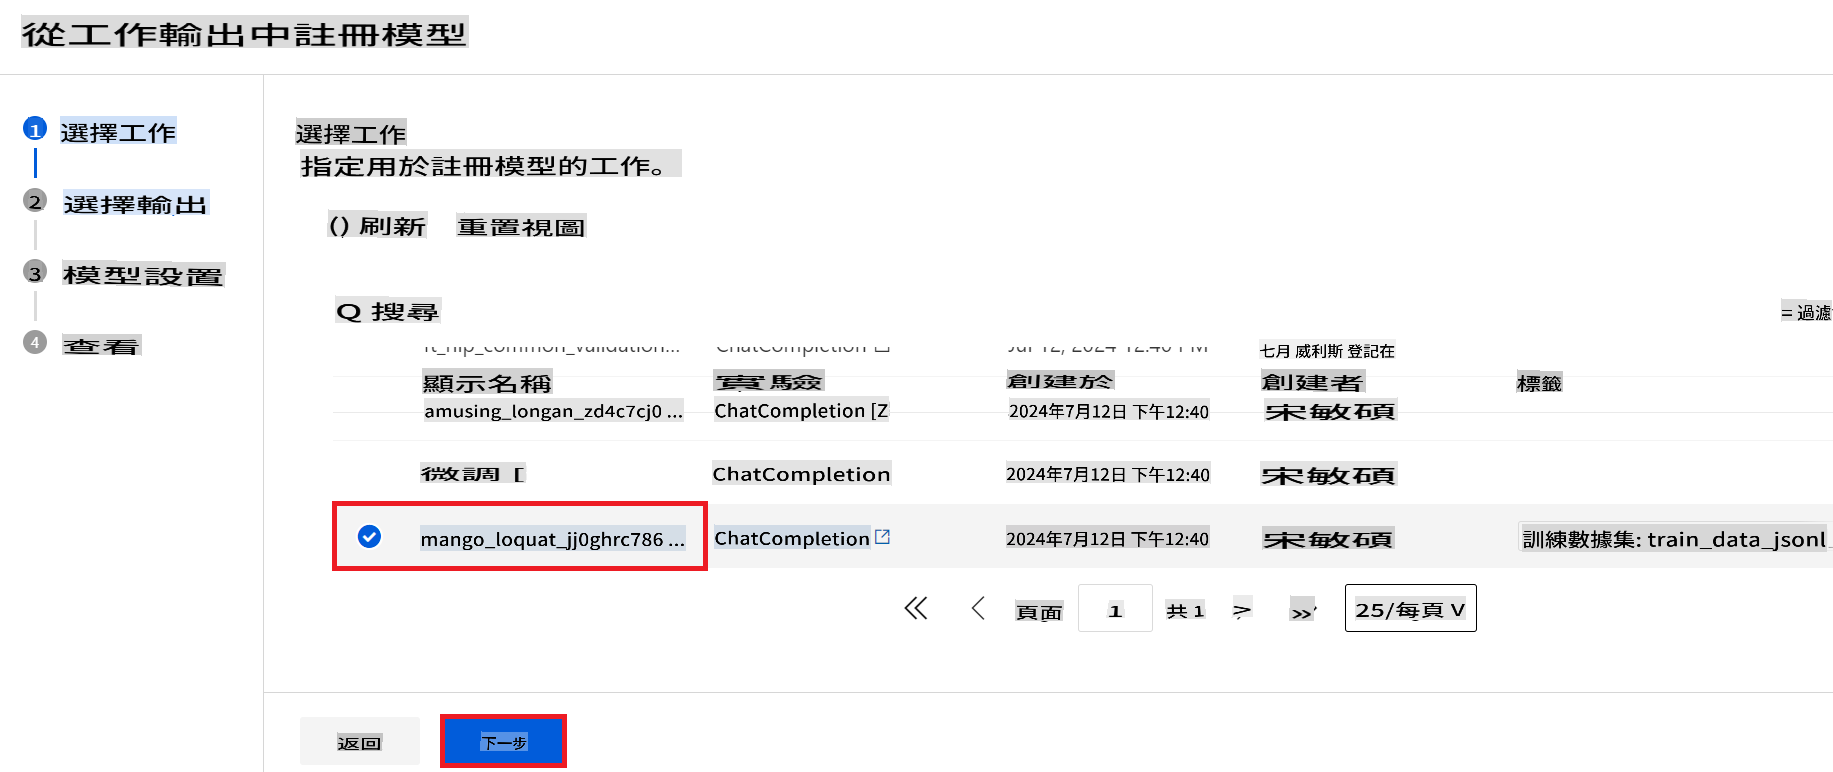 從工作輸出中註冊模型
1 選擇工作
2 選擇輸出
3 模型設置
4 查看
選擇工作
指定用於註冊模型的工作。
() 刷新 重置視圖
Q 搜尋
= 過濾
ChatCompletion 七月 威利斯 登記在
顯示名稱 實驗 創建於 創建者 標籤
amusing_longan_zd4c7cj0 ... ChatCompletion [Z 2024年7月12日 下午12:40 宋敏碩
微調 [ ChatCompletion 2024年7月12日 下午12:40 宋敏碩
mango_loquat_jj0ghrc786 ... ChatCompletion 2024年7月12日 下午12:40 宋敏碩 訓練數據集: train_data_jsonl
頁面 1 共 1 > » 25/每頁 V
返回 下一步